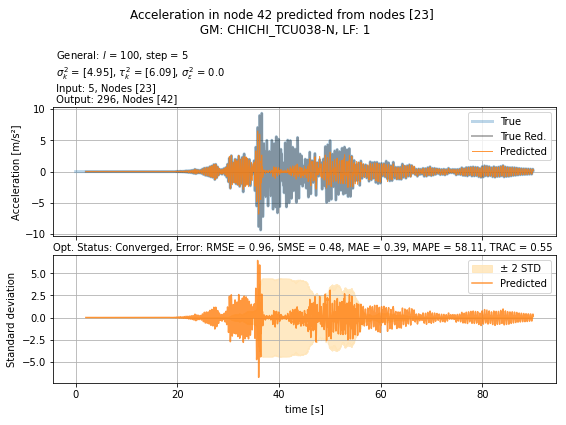 Acceleration in node 42 predicted from nodes [23]
GM: CHICHI_TCU038-N, LF: 1
General: l = 100, step = 5
σ_k² = [4.95], τ_k² = [6.09], σ_ε² = 0.0
Input: 5, Nodes [23]
Output: 296, Nodes [42]
10
5
0
−5
−10
Acceleration [m/s²]
True
True Red.
Predicted
Opt. Status: Converged, Error: RMSE = 0.96, SMSE = 0.48, MAE = 0.39, MAPE = 58.11, TRAC = 0.55
5.0
2.5
0.0
−2.5
−5.0
Standard deviation
± 2 STD
Predicted
0 20 40 60 80
time [s]